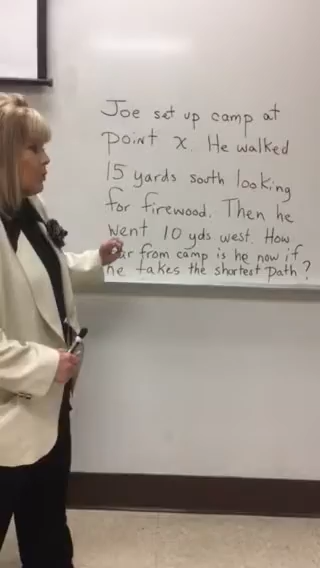 Joe set up camp at
point x. He walked
15 yards south looking
for firewood. Then he
went 10 yds west. How
far from camp is he now if
he takes the shortest path?